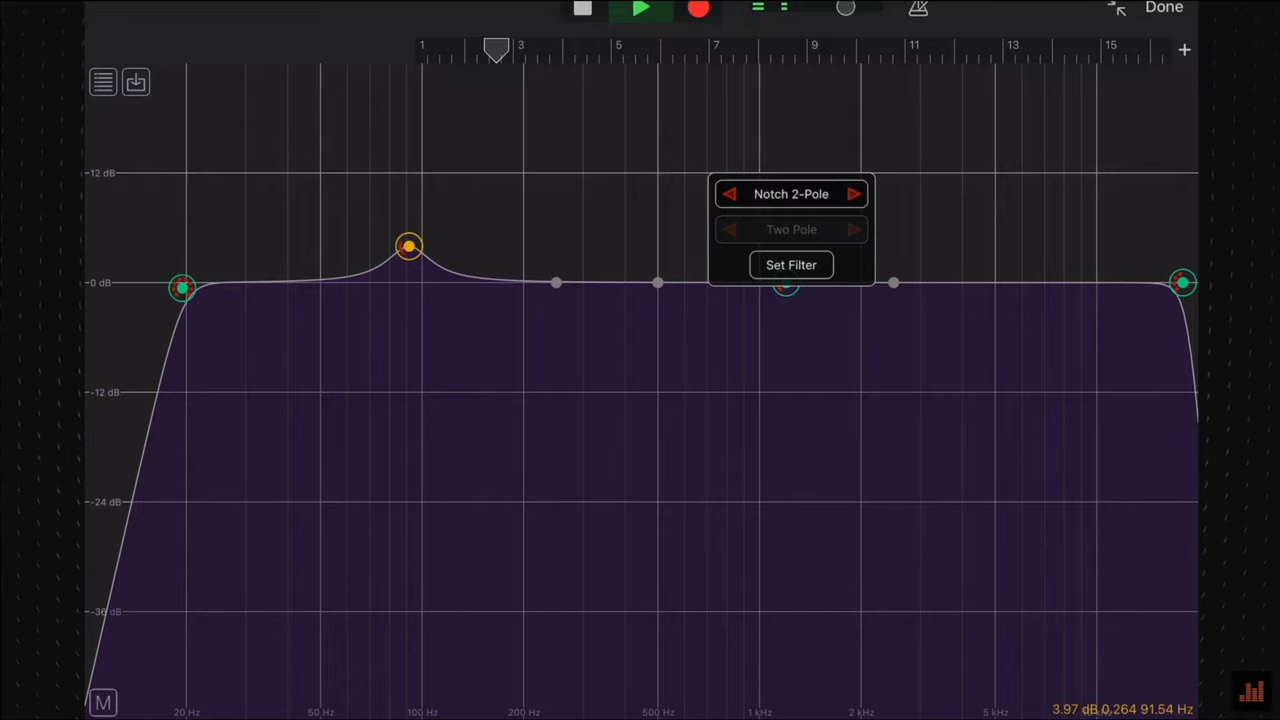 Done
1 3 5 7 9 11 13 15 +
12 dB
Notch 2-Pole
Two Pole
0 dB
Set Filter
-12 dB
-24 dB
-36 dB
M
3.97 dB 0.264 91.54 Hz
20 Hz 50 Hz 100 Hz 200 Hz 500 Hz 1 kHz 2 kHz 5 kHz